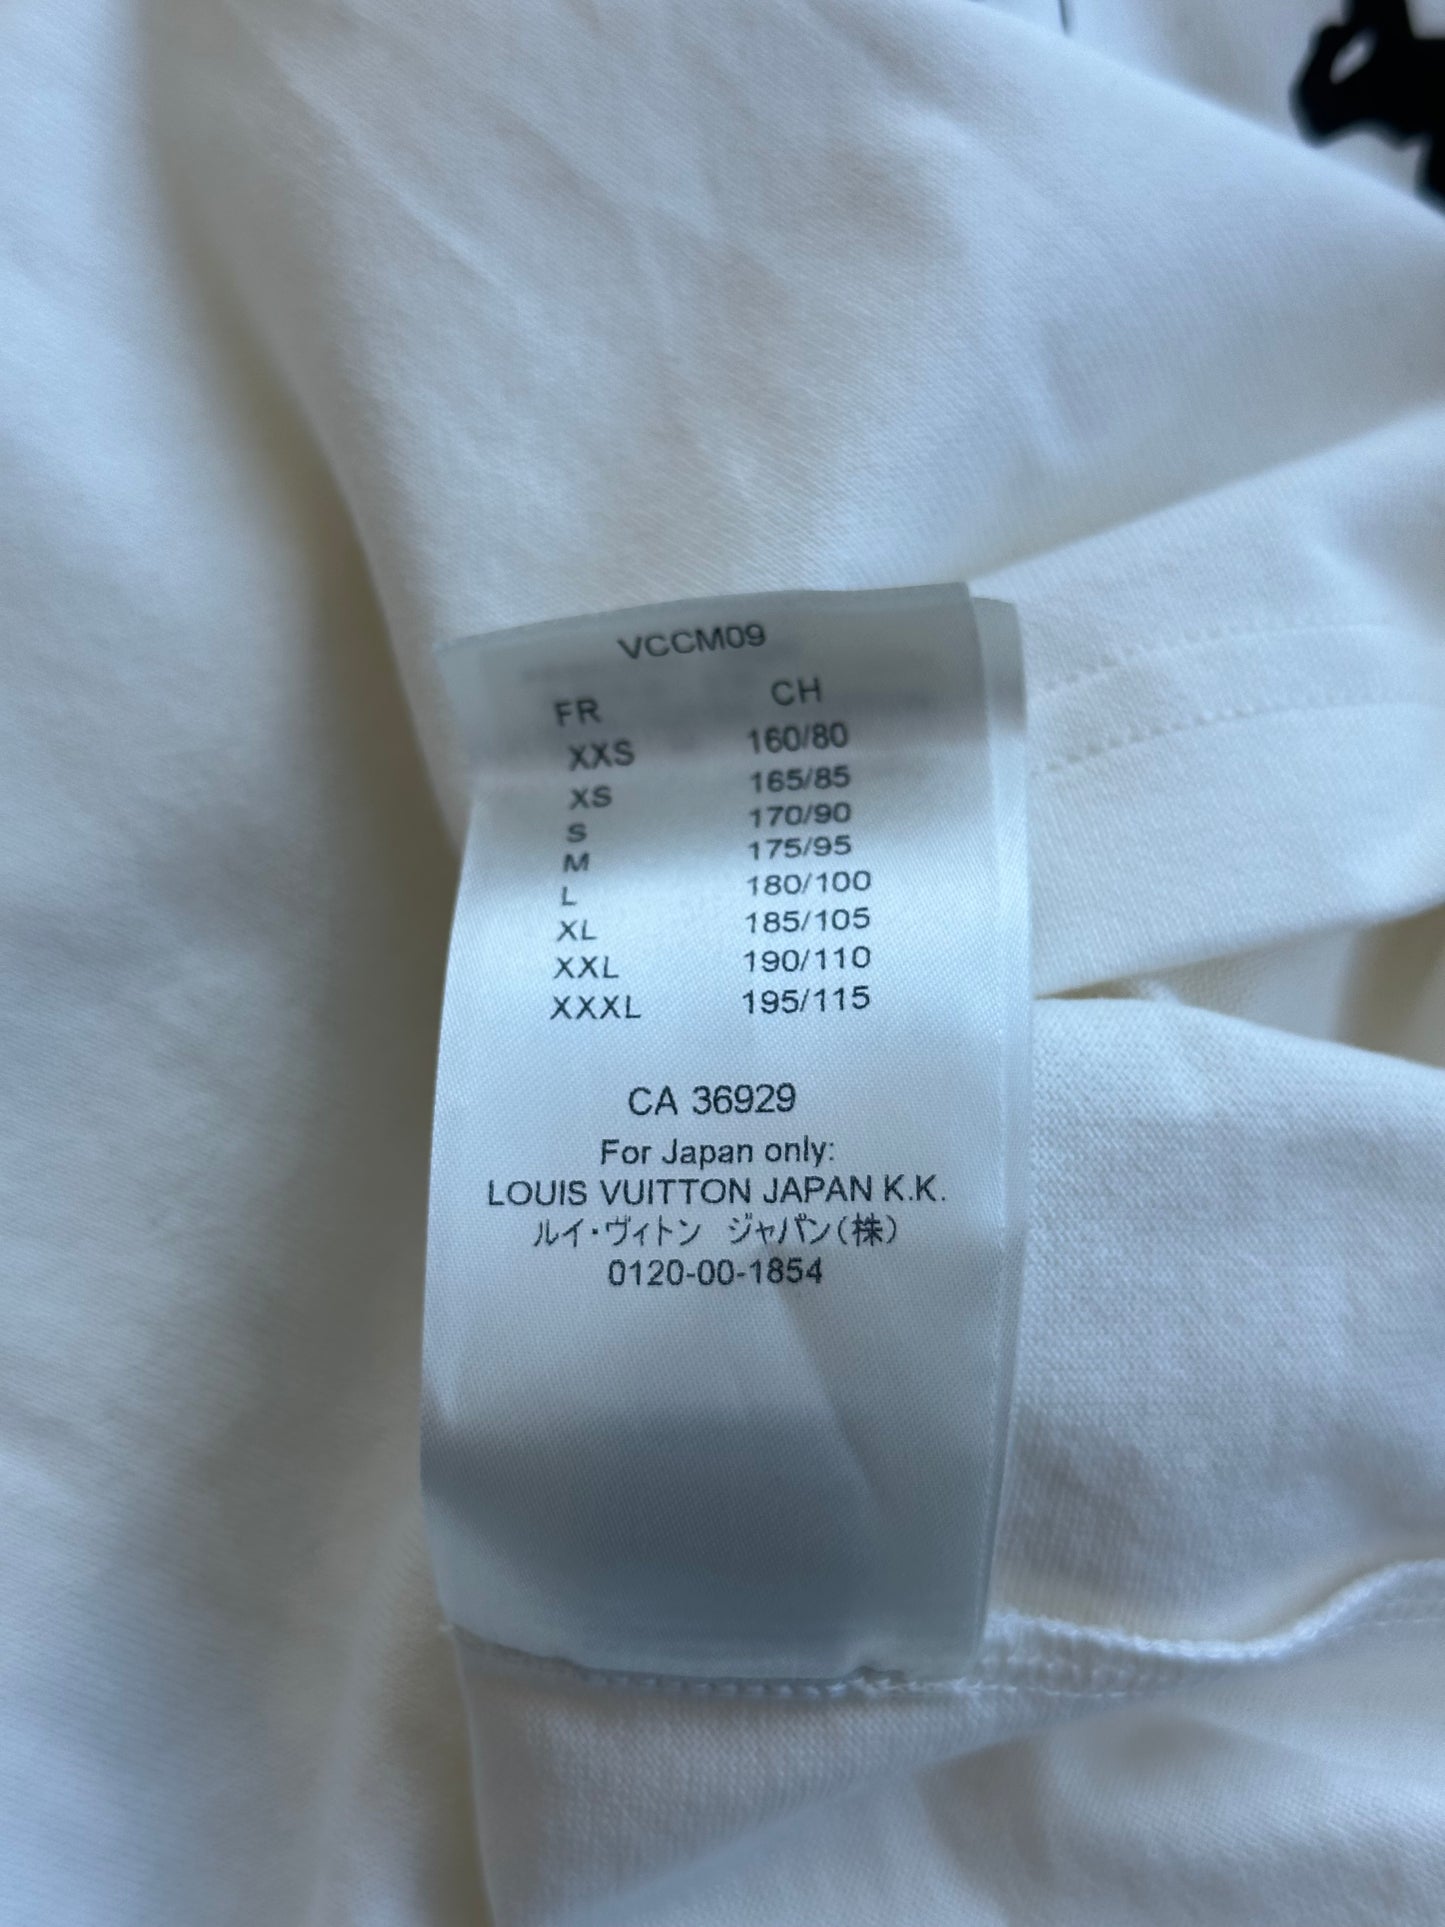 VCCM09
FR CH
XXS 160/80
XS 165/85
S 170/90
M 175/95
L 180/100
XL 185/105
XXL 190/110
XXXL 195/115
CA 36929
For Japan only:
LOUIS VUITTON JAPAN K.K.
ルイ・ヴィトン ジャパン(株)
0120-00-1854